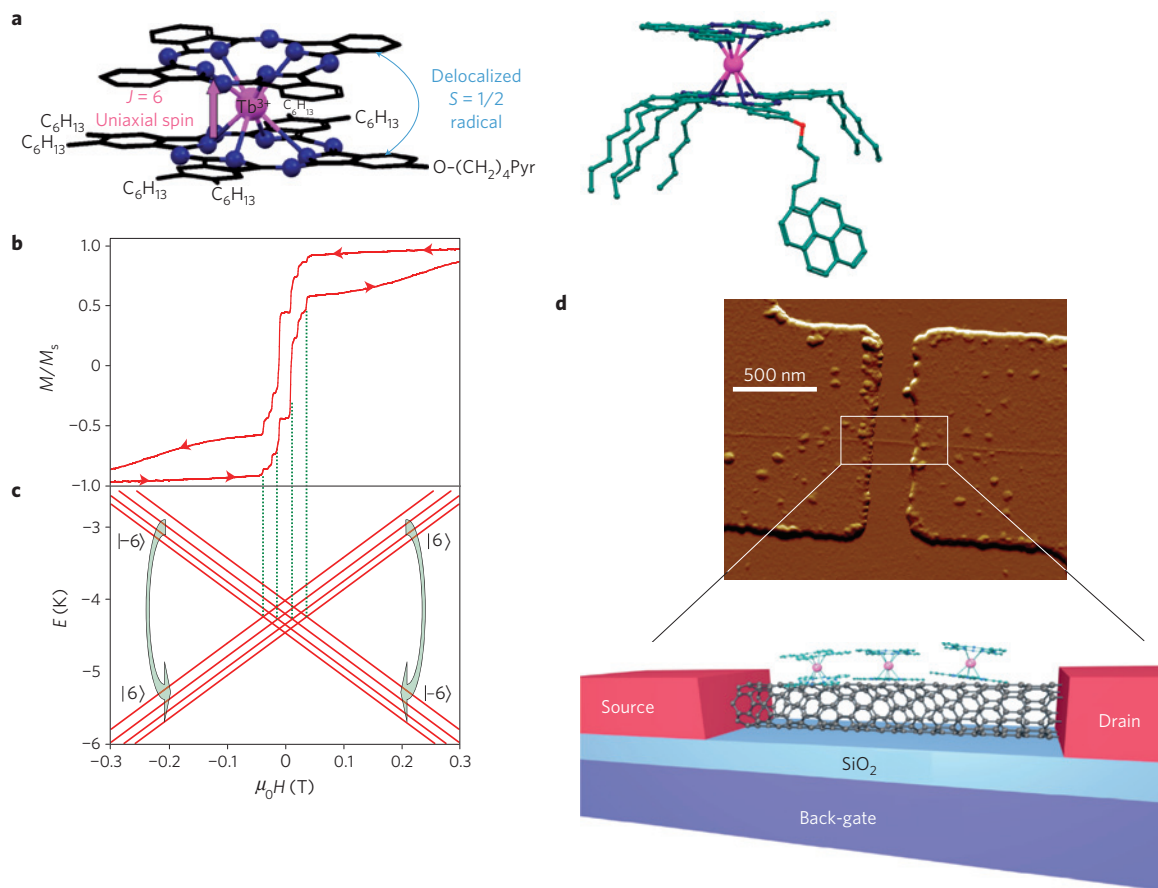 a
J = 6
Uniaxial spin
Tb³⁺
Delocalized
S = 1/2
radical
C₆H₁₃
C₆H₁₃
C₆H₁₃
C₆H₁₃
C₆H₁₃
C₆H₁₃
O–(CH₂)₄Pyr
b
M/Mₛ
1.0
0.5
0
−0.5
−1.0
c
E (K)
−3
−4
−5
−6
|−6⟩
|6⟩
|6⟩
|−6⟩
−0.3
−0.2
−0.1
0
0.1
0.2
0.3
μ₀H (T)
d
500 nm
Source
Drain
SiO₂
Back-gate